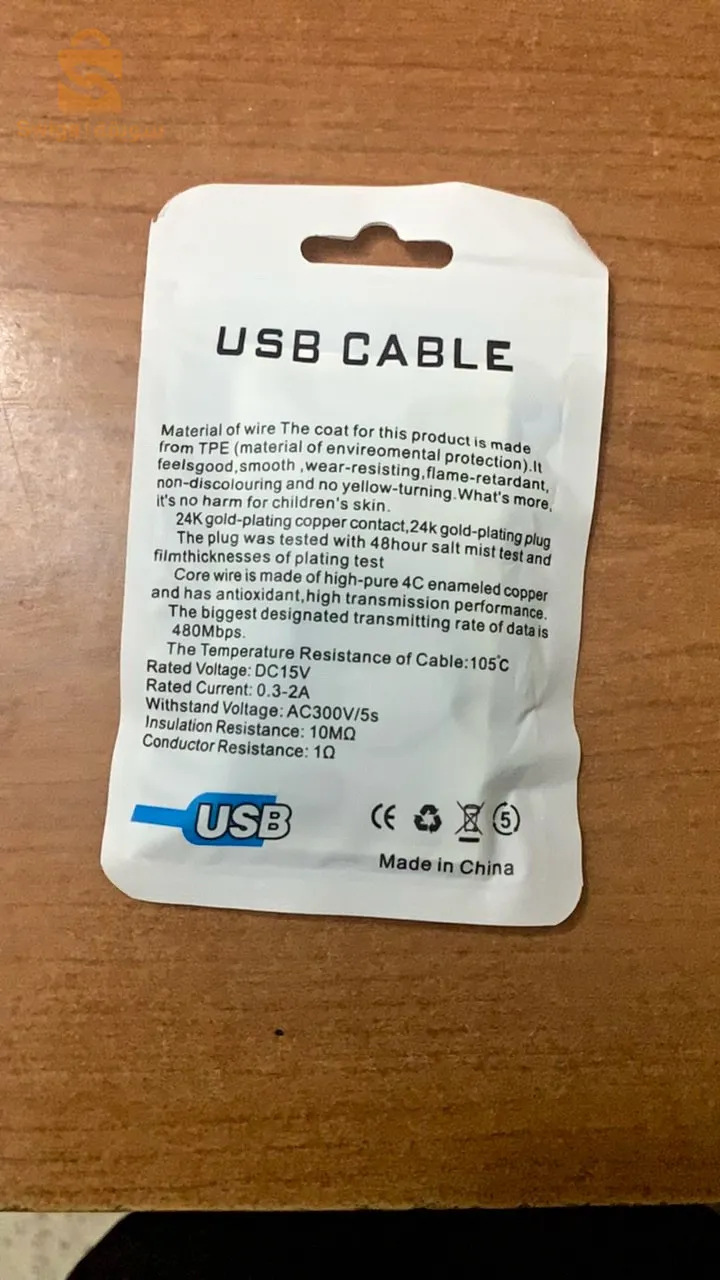 USB CABLE
Material of wire The coat for this product is made
from TPE (material of envireomental protection).It
feelsgood,smooth ,wear-resisting,flame-retardant,
non-discolouring and no yellow-turning.What's more,
it's no harm for children's skin.
24K gold-plating copper contact,24k gold-plating plug
The plug was tested with 48hour salt mist test and
filmthicknesses of plating test
Core wire is made of high-pure 4C enameled copper
and has antioxidant,high transmission performance.
The biggest designated transmitting rate of data is
480Mbps.
The Temperature Resistance of Cable:105℃
Rated Voltage: DC15V
Rated Current: 0.3-2A
Withstand Voltage: AC300V/5s
Insulation Resistance: 10MΩ
Conductor Resistance: 1Ω
USB CE 5
Made in China